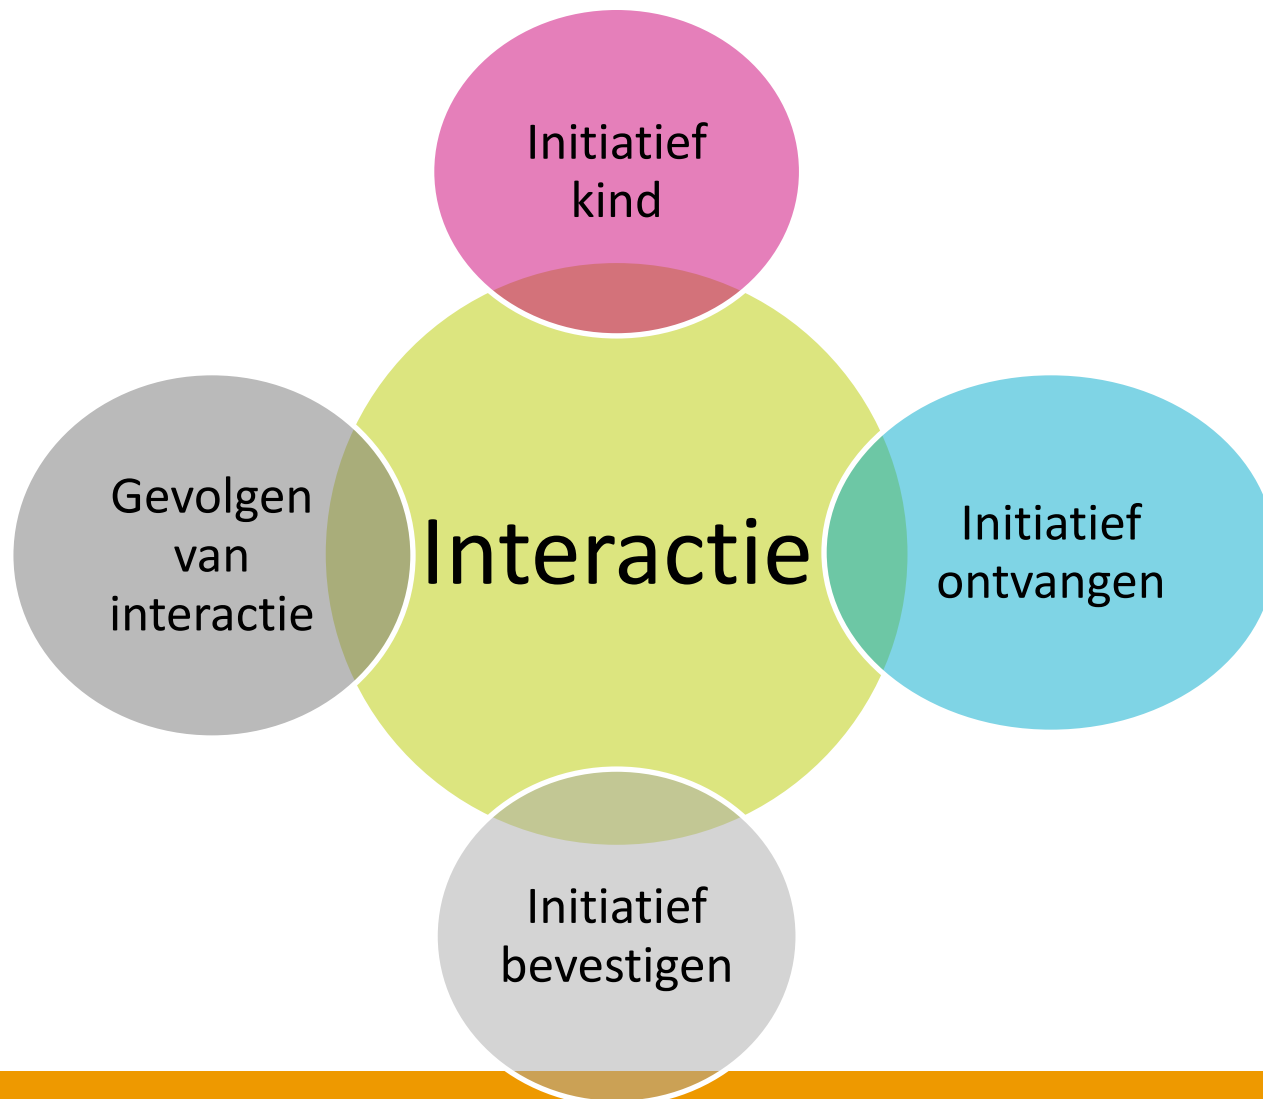 Initiatief
kind
Gevolgen
van
interactie
Interactie
Initiatief
ontvangen
Initiatief
bevestigen